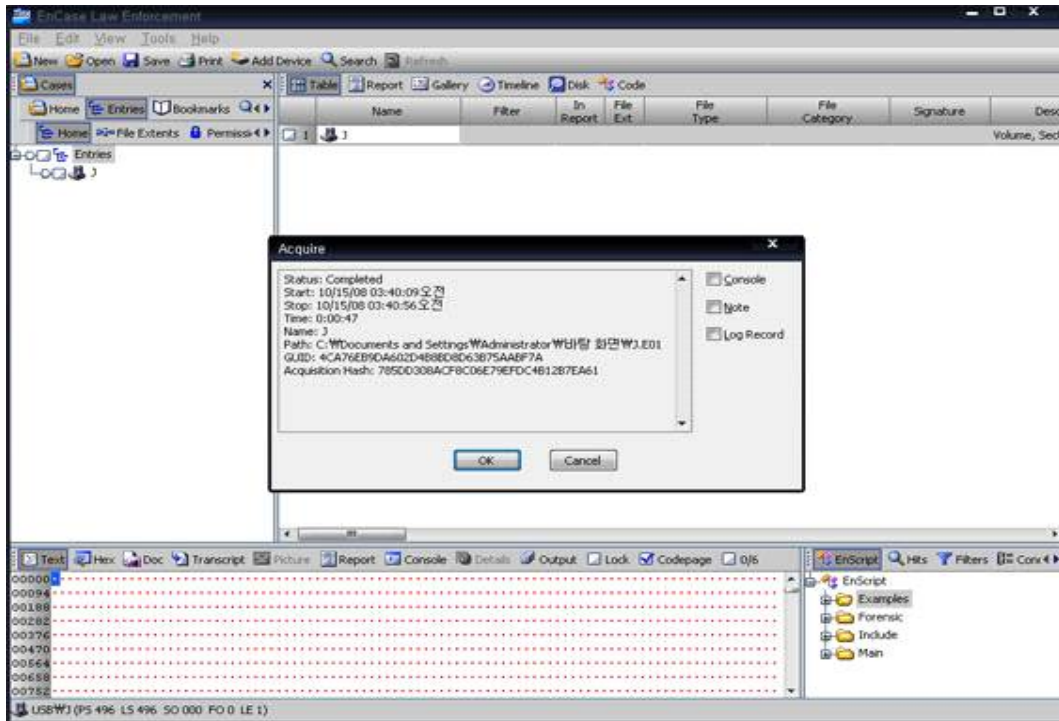 EnCase Law Enforcement
File Edit View Tools Help
New Open Save Print Add Device Search Refresh
Cases
Table Report Gallery Timeline Disk Code
Home Entries Bookmarks
Name Filter In Report File Ext File Type File Category Signature Desc
Home File Extents Permissi
1 J Volume, Sect
Entries
J
Acquire
Status: Completed
Start: 10/15/08 03:40:09오전
Stop: 10/15/08 03:40:56오전
Time: 0:00:47
Name: J
Path: C:₩Documents and Settings₩Administrator₩바탕 화면₩J.E01
GUID: 4CA76EB9DA602D4B8BD8D63B75AABF7A
Acquisition Hash: 785DD308ACF8C06E79EFDC4B12B7EA61
Console
Note
Log Record
OK Cancel
Text Hex Doc Transcript Picture Report Console Details Output Lock Codepage 0/6
EnScript Hits Filters Con
00000
00094
00188
00282
00376
00470
00564
00658
00752
EnScript
Examples
Forensic
Include
Main
USB₩J (PS 496 LS 496 SO 000 FO 0 LE 1)